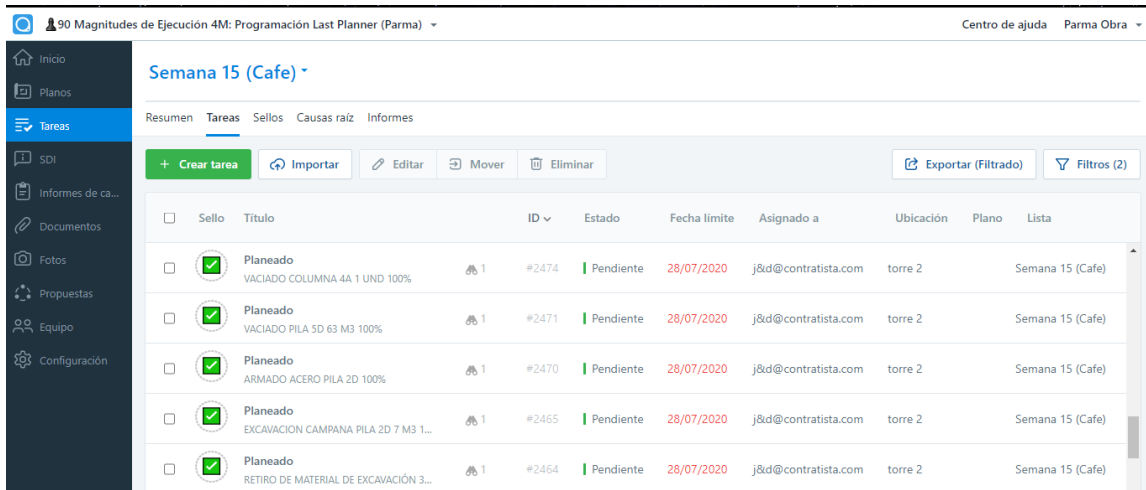 90 Magnitudes de Ejecución 4M: Programación Last Planner (Parma)
Centro de ayuda Parma Obra
Inicio
Planos
Tareas
SDI
Informes de ca...
Documentos
Fotos
Propuestas
Equipo
Configuración
Semana 15 (Cafe)
Resumen Tareas Sellos Causas raíz Informes
+ Crear tarea Importar Editar Mover Eliminar Exportar (Filtrado) Filtros (2)
Sello Título ID Estado Fecha límite Asignado a Ubicación Plano Lista
Planeado
VACIADO COLUMNA 4A 1 UND 100%
1 #2474 Pendiente 28/07/2020 j&d@contratista.com torre 2 Semana 15 (Cafe)
Planeado
VACIADO PILA 5D 63 M3 100%
1 #2471 Pendiente 28/07/2020 j&d@contratista.com torre 2 Semana 15 (Cafe)
Planeado
ARMADO ACERO PILA 2D 100%
1 #2470 Pendiente 28/07/2020 j&d@contratista.com torre 2 Semana 15 (Cafe)
Planeado
EXCAVACION CAMPANA PILA 2D 7 M3 1...
1 #2465 Pendiente 28/07/2020 j&d@contratista.com torre 2 Semana 15 (Cafe)
Planeado
RETIRO DE MATERIAL DE EXCAVACIÓN 3...
1 #2464 Pendiente 28/07/2020 j&d@contratista.com torre 2 Semana 15 (Cafe)